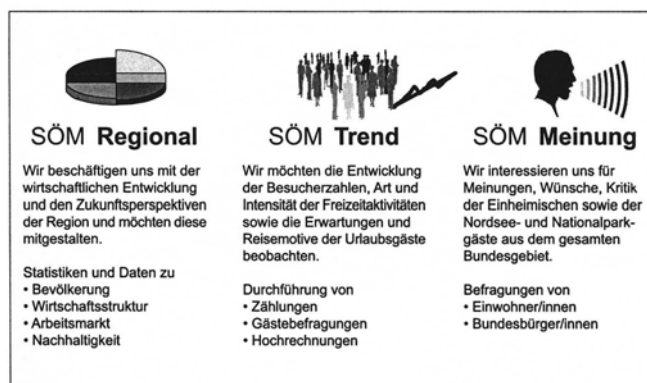 SÖM Regional
Wir beschäftigen uns mit der
wirtschaftlichen Entwicklung
und den Zukunftsperspektiven
der Region und möchten diese
mitgestalten.
Statistiken und Daten zu
• Bevölkerung
• Wirtschaftsstruktur
• Arbeitsmarkt
• Nachhaltigkeit
SÖM Trend
Wir möchten die Entwicklung
der Besucherzahlen, Art und
Intensität der Freizeitaktivitäten
sowie die Erwartungen und
Reisemotive der Urlaubsgäste
beobachten.
Durchführung von
• Zählungen
• Gästebefragungen
• Hochrechnungen
SÖM Meinung
Wir interessieren uns für
Meinungen, Wünsche, Kritik
der Einheimischen sowie der
Nordsee- und Nationalpark-
gäste aus dem gesamten
Bundesgebiet.
Befragungen von
• Einwohner/innen
• Bundesbürger/innen